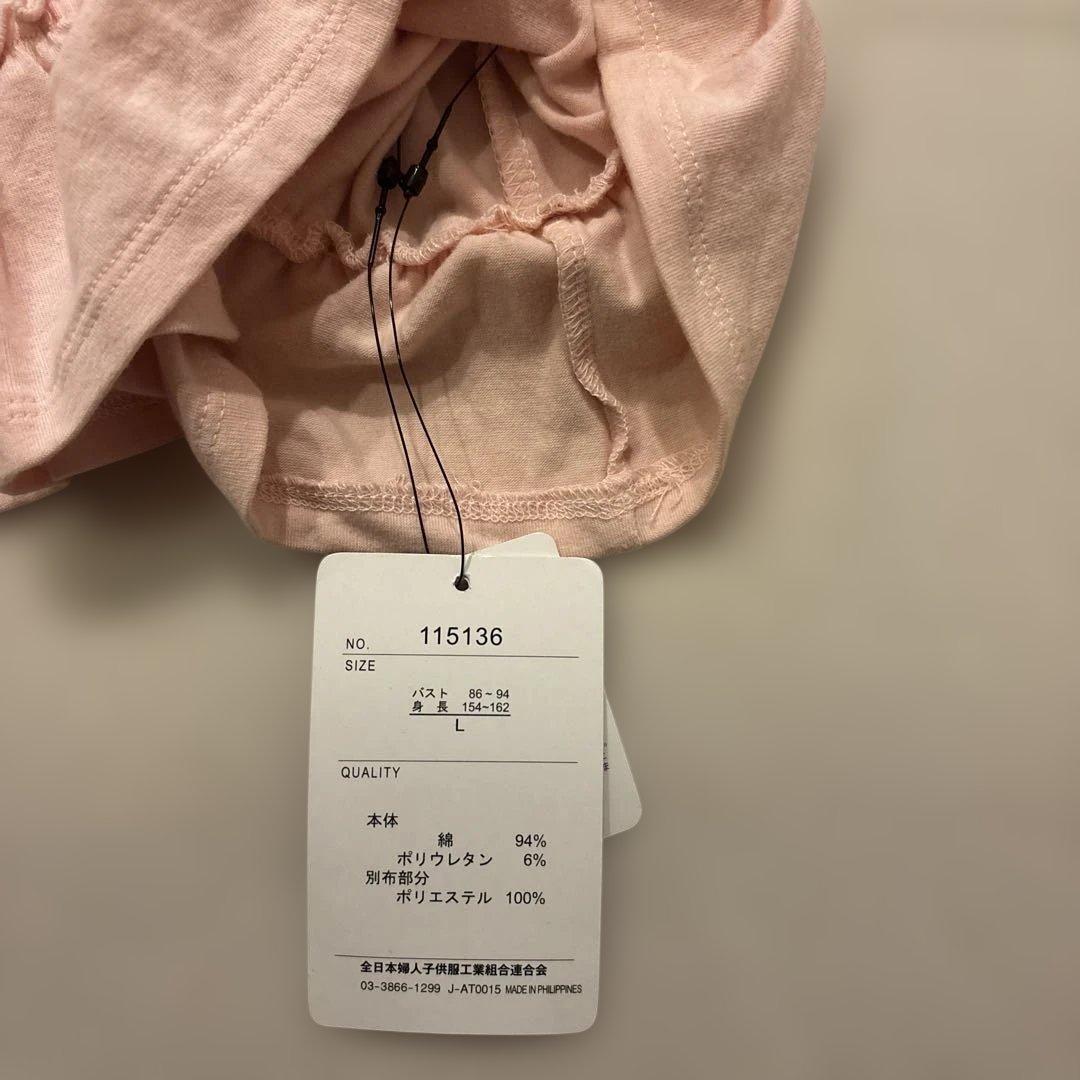 NO. 115136
SIZE
バスト 86~94
身 長 154~162
L
QUALITY
本体
綿 94%
ポリウレタン 6%
別布部分
ポリエステル 100%
全日本婦人子供服工業組合連合会
03-3866-1299 J-AT0015 MADE IN PHILIPPINES